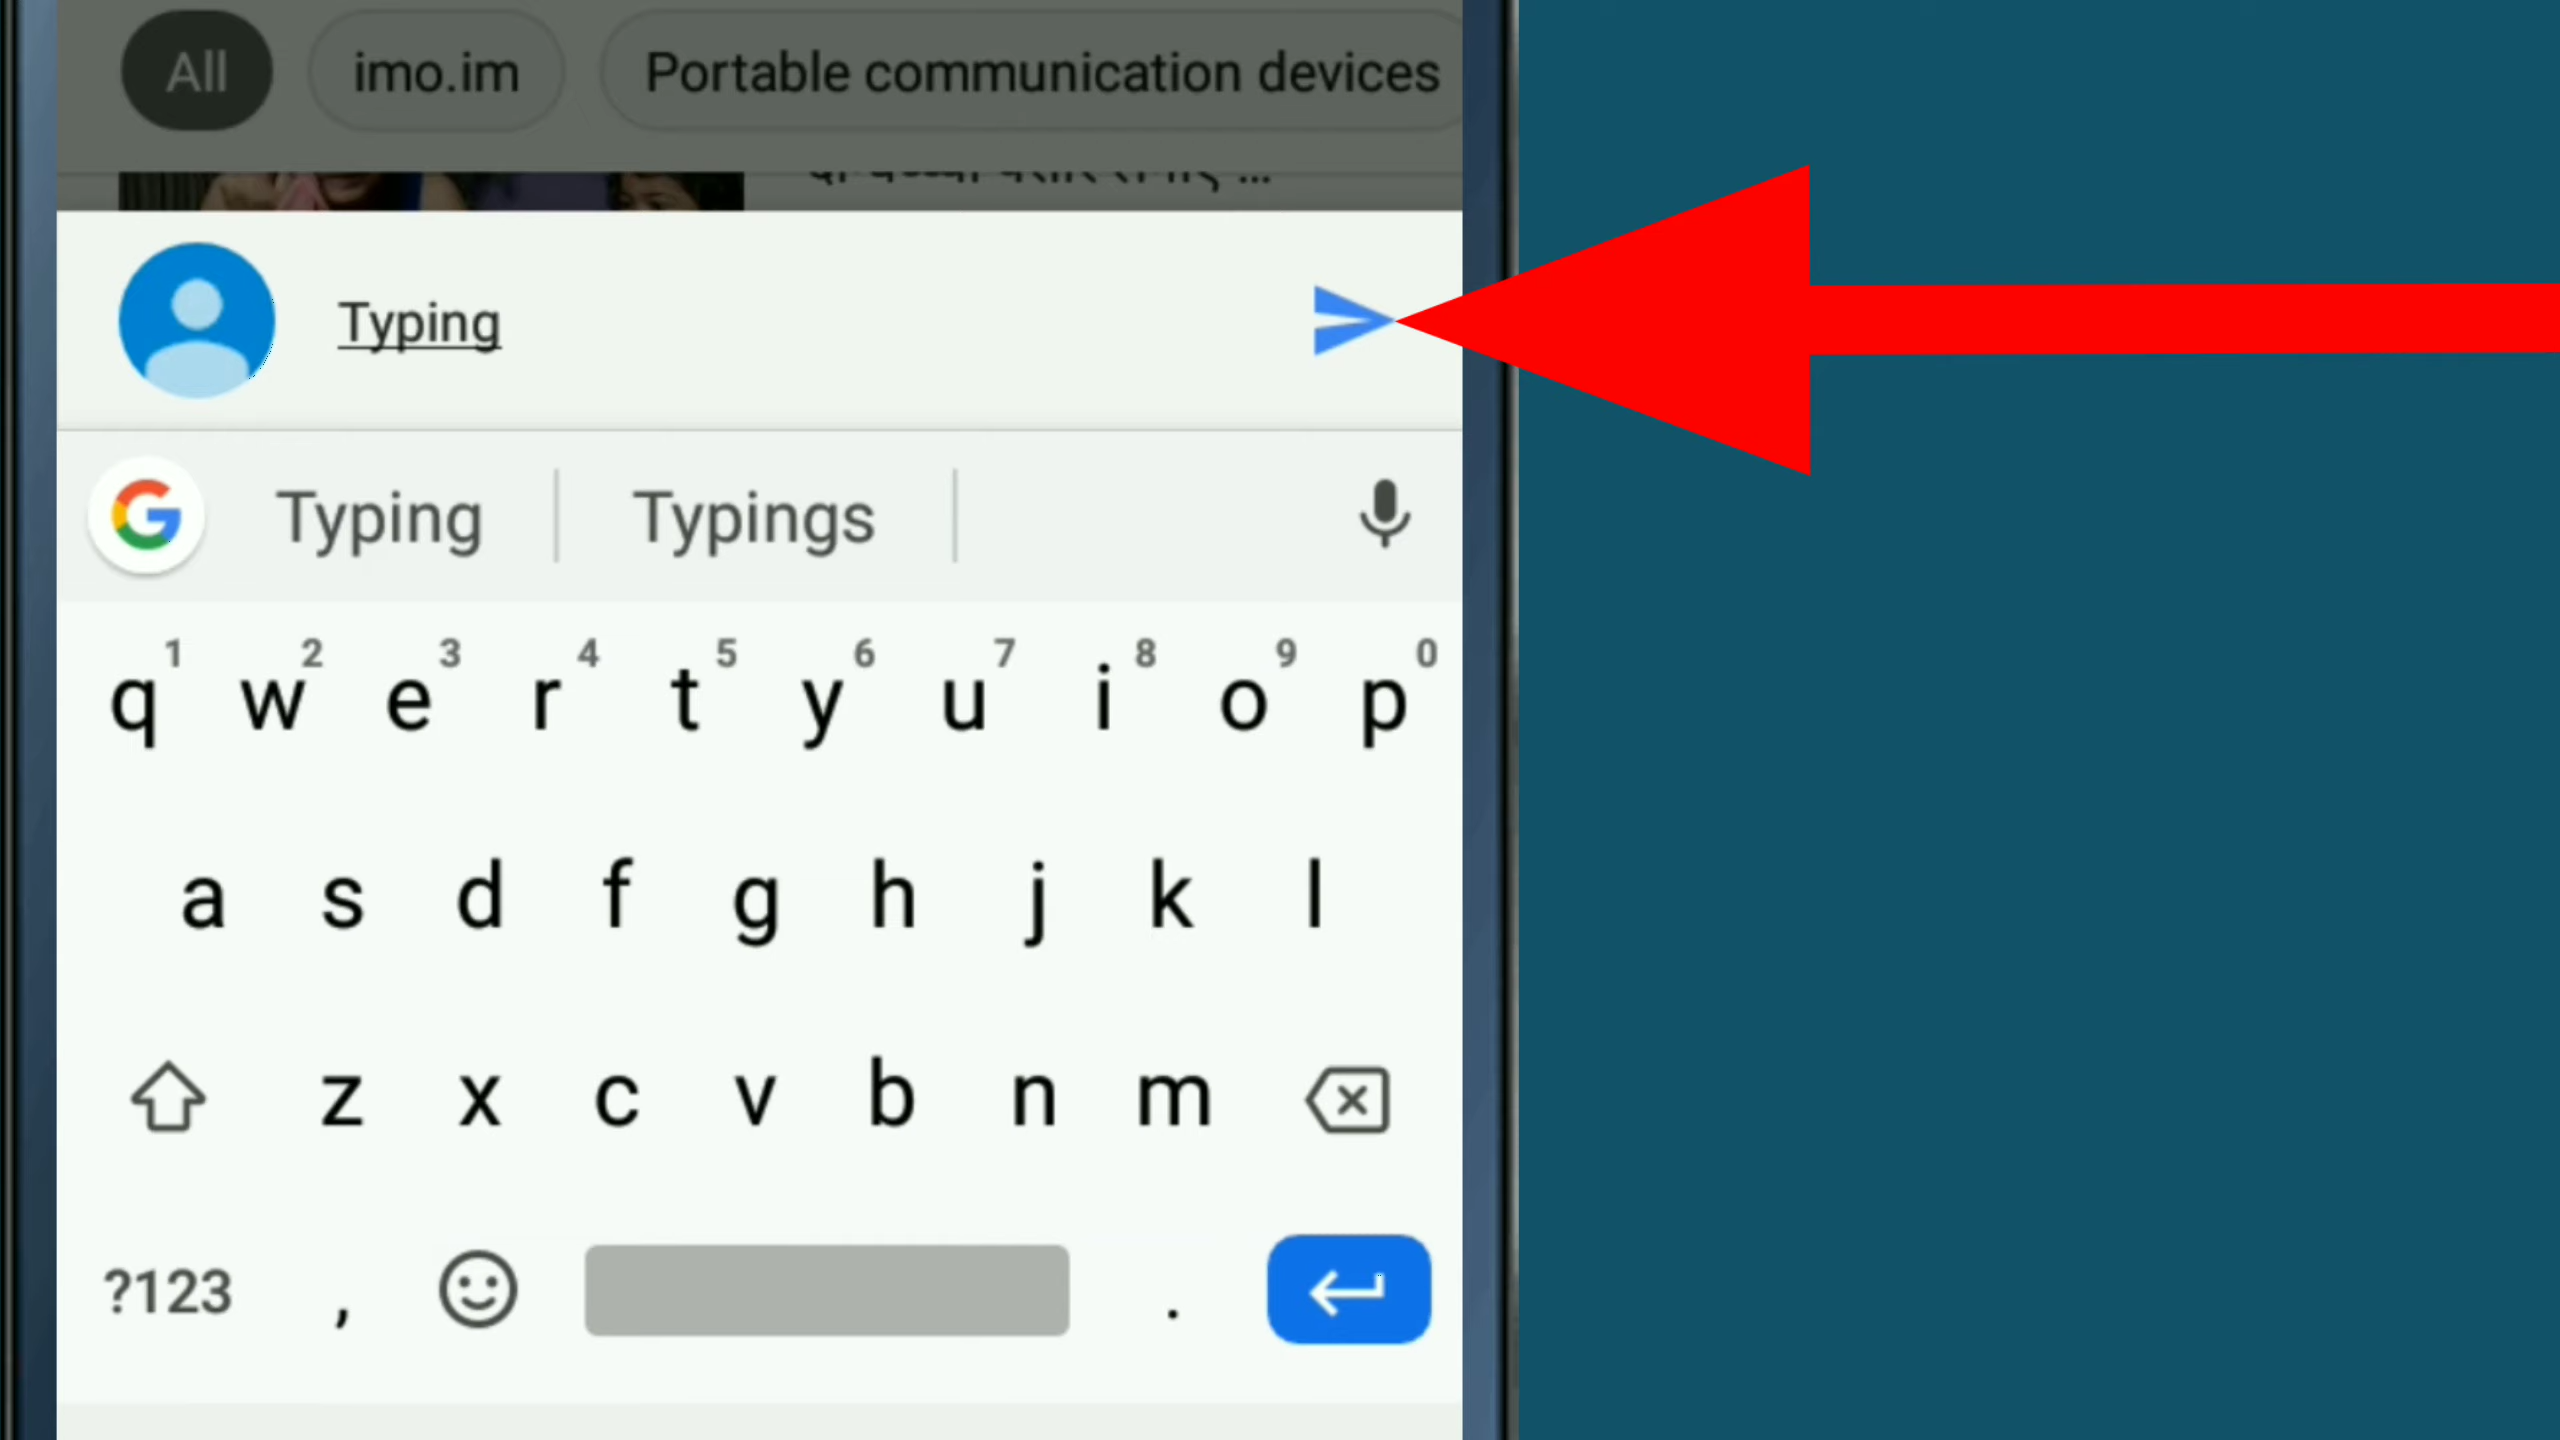 All imo.im Portable communication devices
Typing
Typing Typings
1 2 3 4 5 6 7 8 9 0
q w e r t y u i o p
a s d f g h j k l
z x c v b n m
?123 , .